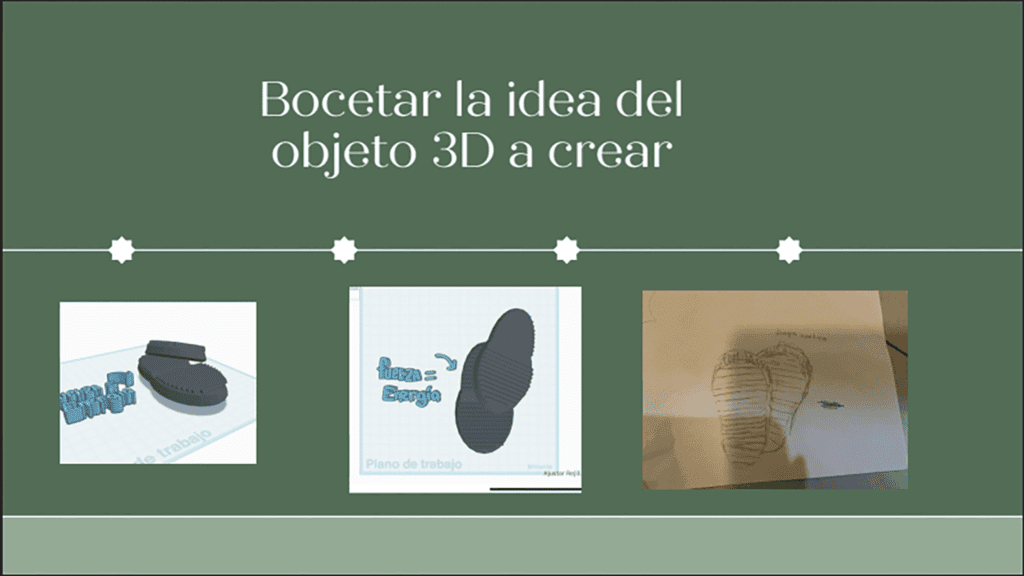 Bocetar la idea del
objeto 3D a crear
fuerza =
Energía
de trabajo
Plano de trabajo